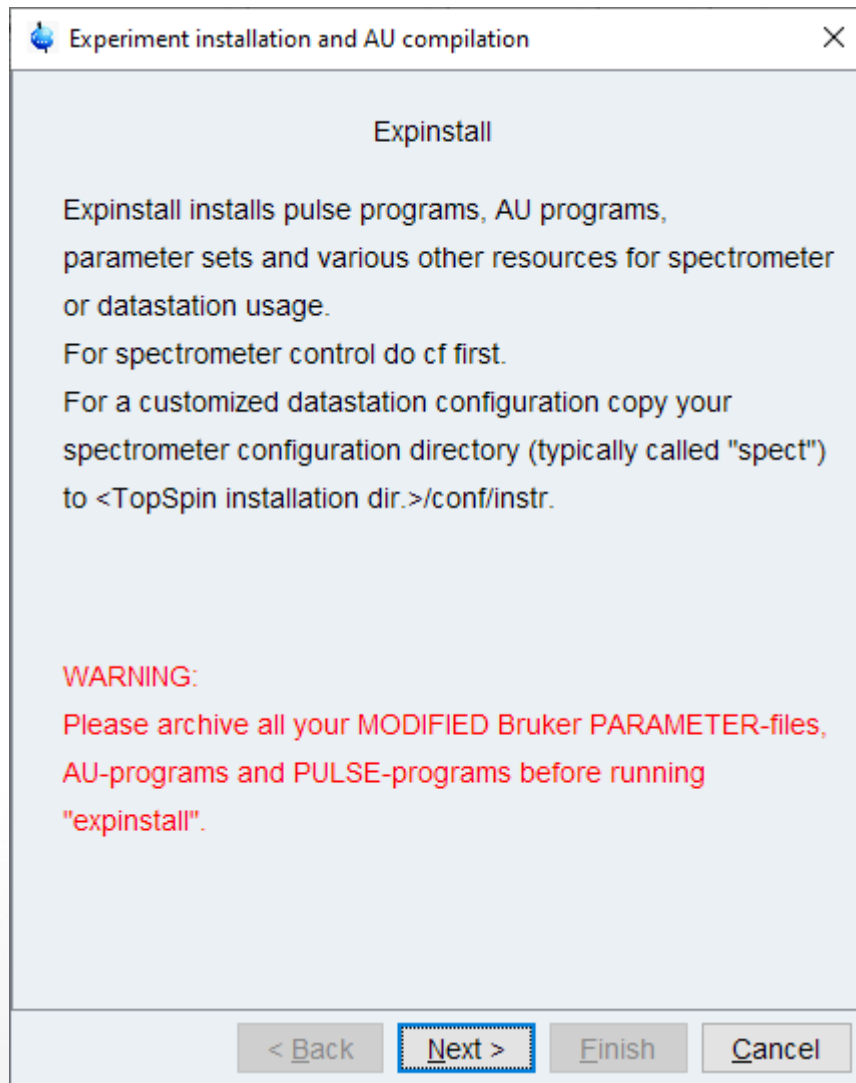 Experiment installation and AU compilation
Expinstall
Expinstall installs pulse programs, AU programs,
parameter sets and various other resources for spectrometer
or datastation usage.
For spectrometer control do cf first.
For a customized datastation configuration copy your
spectrometer configuration directory (typically called "spect")
to <TopSpin installation dir.>/conf/instr.
WARNING:
Please archive all your MODIFIED Bruker PARAMETER-files,
AU-programs and PULSE-programs before running
"expinstall".
< Back Next > Finish Cancel